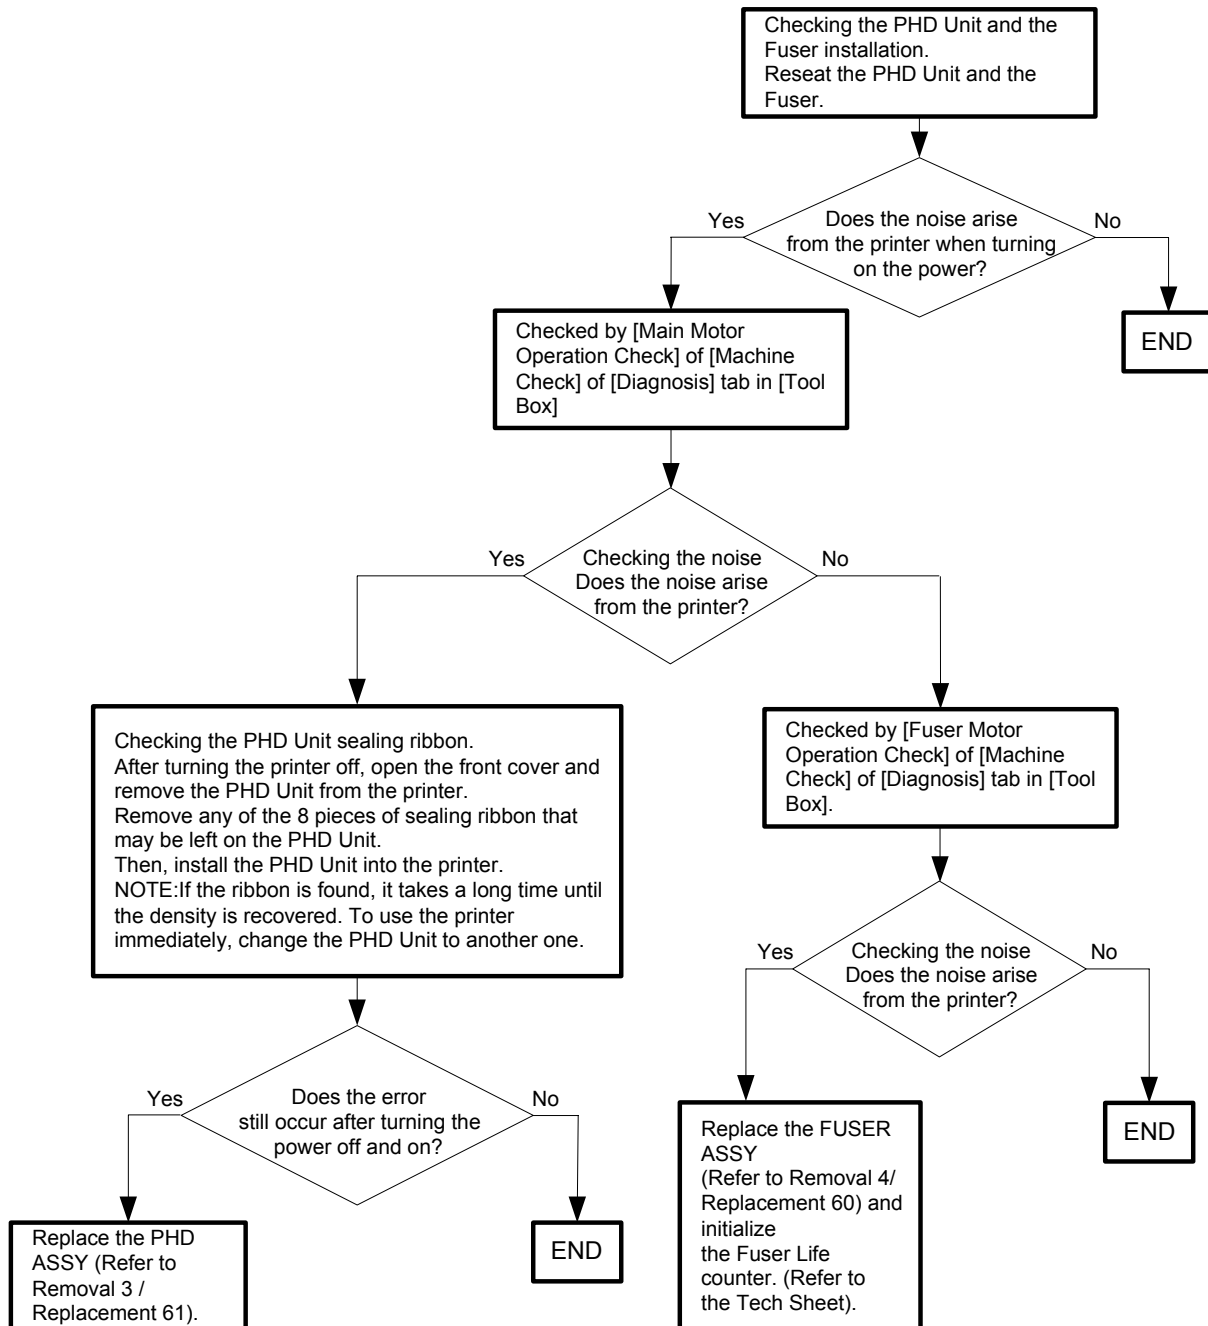 Checking the PHD Unit and the
Fuser installation.
Reseat the PHD Unit and the
Fuser.
Yes
Does the noise arise
from the printer when turning
on the power?
No
END
Checked by [Main Motor
Operation Check] of [Machine
Check] of [Diagnosis] tab in [Tool
Box]
Yes
Checking the noise
Does the noise arise
from the printer?
No
Checking the PHD Unit sealing ribbon.
After turning the printer off, open the front cover and
remove the PHD Unit from the printer.
Remove any of the 8 pieces of sealing ribbon that
may be left on the PHD Unit.
Then, install the PHD Unit into the printer.
NOTE:If the ribbon is found, it takes a long time until
the density is recovered. To use the printer
immediately, change the PHD Unit to another one.
Checked by [Fuser Motor
Operation Check] of [Machine
Check] of [Diagnosis] tab in [Tool
Box].
Yes
Checking the noise
Does the noise arise
from the printer?
No
Yes
Does the error
still occur after turning the
power off and on?
No
Replace the FUSER
ASSY
(Refer to Removal 4/
Replacement 60) and
initialize
the Fuser Life
counter. (Refer to
the Tech Sheet).
END
Replace the PHD
ASSY (Refer to
Removal 3 /
Replacement 61).
END